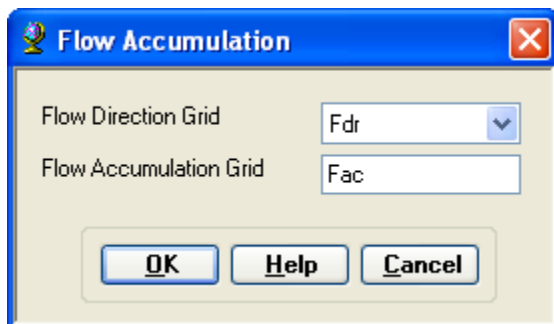 Flow Accumulation
Flow Direction Grid Fdr
Flow Accumulation Grid Fac
OK Help Cancel